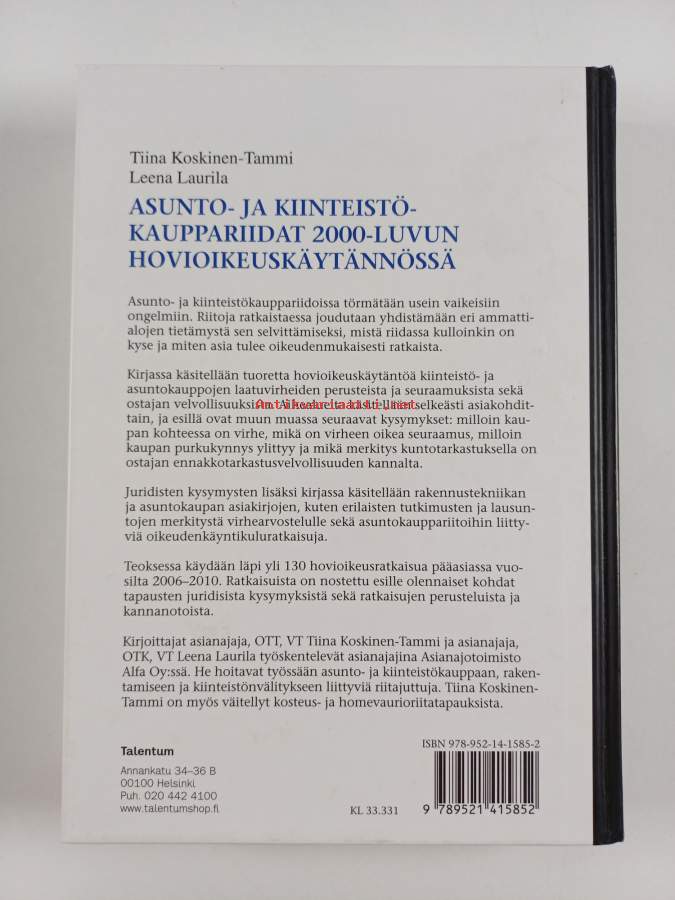 Tiina Koskinen-Tammi
Leena Laurila
ASUNTO- JA KIINTEISTÖ-
KAUPPARIIDAT 2000-LUVUN
HOVIOIKEUSKÄYTÄNNÖSSÄ
Asunto- ja kiinteistökauppariidoissa törmätään usein vaikeisiin
ongelmiin. Riitoja ratkaistaessa joudutaan yhdistämään eri ammatti-
alojen tietämystä sen selvittämiseksi, mistä riidassa kulloinkin on
kyse ja miten asia tulee oikeudenmukaisesti ratkaista.
Kirjassa käsitellään tuoretta hovioikeuskäytäntöä kiinteistö- ja
asuntokauppojen laatuvirheiden perusteista ja seuraamuksista sekä
ostajan velvollisuuksista. selkeästi asiakohdit-
tain, ja esillä ovat muun muassa seuraavat kysymykset: milloin kau-
pan kohteessa on virhe, mikä on virheen oikea seuraamus, milloin
kaupan purkukynnys ylittyy ja mikä merkitys kuntotarkastuksella on
ostajan ennakkotarkastusvelvollisuuden kannalta.
Juridisten kysymysten lisäksi kirjassa käsitellään rakennustekniikan
ja asuntokaupan asiakirjojen, kuten erilaisten tutkimusten ja lausun-
tojen merkitystä virhearvostelulle sekä asuntokauppariitoihin liitty-
viä oikeudenkäyntikuluratkaisuja.
Teoksessa käydään läpi yli 130 hovioikeusratkaisua pääasiassa vuo-
silta 2006–2010. Ratkaisuista on nostettu esille olennaiset kohdat
tapausten juridisista kysymyksistä sekä ratkaisujen perusteluista ja
kannanotoista.
Kirjoittajat asianajaja, OTT, VT Tiina Koskinen-Tammi ja asianajaja,
OTK, VT Leena Laurila työskentelevät asianajajina Asianajotoimisto
Alfa Oy:ssä. He hoitavat työssään asunto- ja kiinteistökauppaan, raken-
tamiseen ja kiinteistönvälitykseen liittyviä riitajuttuja. Tiina Koskinen-
Tammi on myös väitellyt kosteus- ja homevaurioriitatapauksista.
Talentum
Annankatu 34–36 B
00100 Helsinki
Puh. 020 442 4100
www.talentumshop.fi
KL 33.331
ISBN 978-952-14-1585-2
9 789521 415852